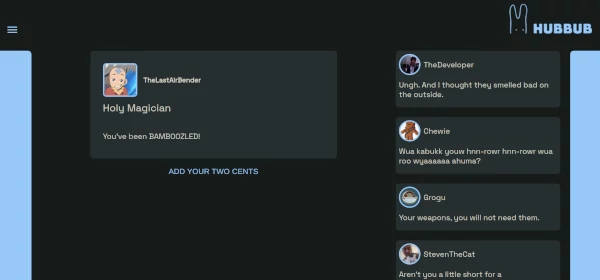 HUBBUB
TheLastAirBender
Holy Magician
You've been BAMBOOZLED!
ADD YOUR TWO CENTS
TheDeveloper
Ungh. And I thought they smelled bad on
the outside.
Chewie
Wua kabukk youw hnn-rowr hnn-rowr wua
roo wyaaaaa ahuma?
Grogu
Your weapons, you will not need them.
StevenTheCat
Aren't you a little short for a